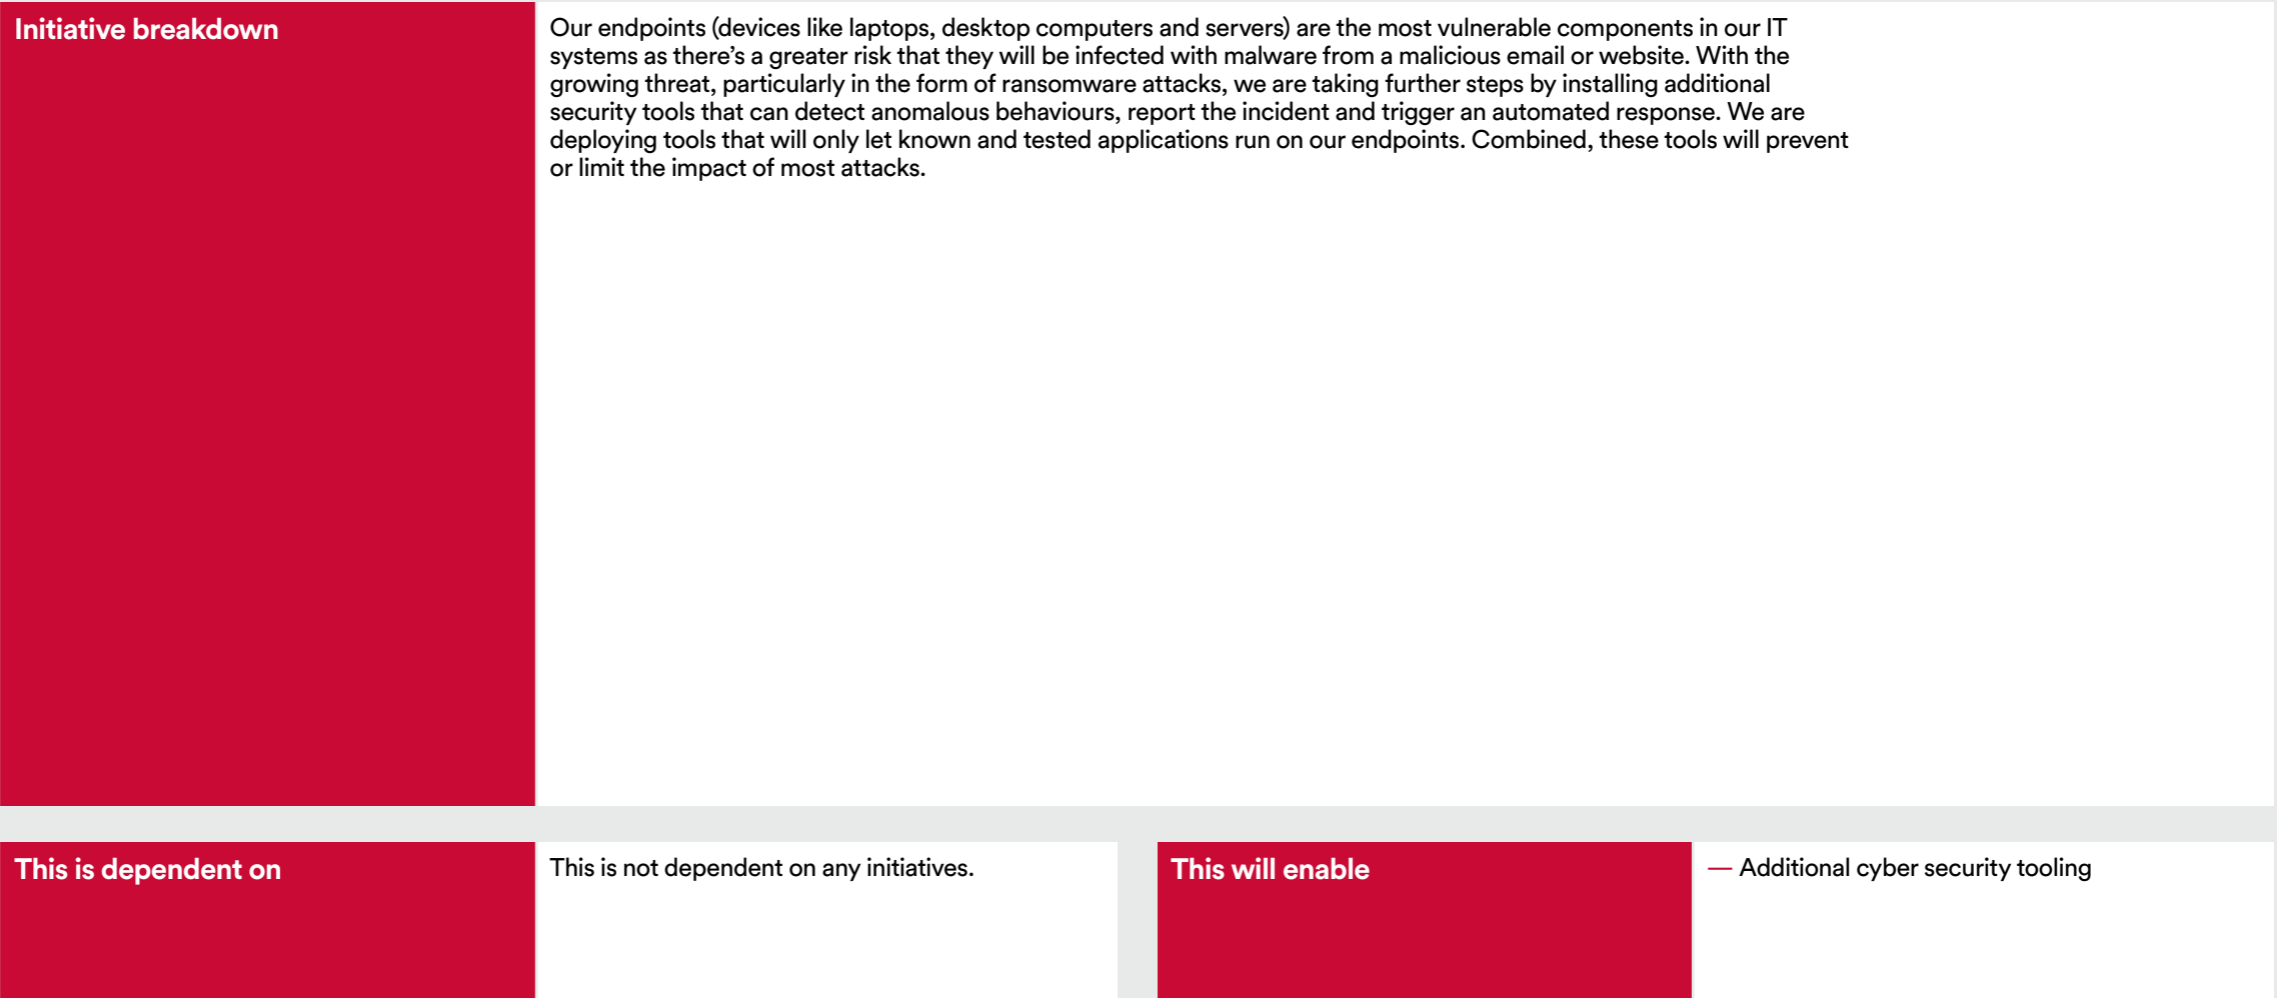 Initiative breakdown
Our endpoints (devices like laptops, desktop computers and servers) are the most vulnerable components in our IT
systems as there’s a greater risk that they will be infected with malware from a malicious email or website. With the
growing threat, particularly in the form of ransomware attacks, we are taking further steps by installing additional
security tools that can detect anomalous behaviours, report the incident and trigger an automated response. We are
deploying tools that will only let known and tested applications run on our endpoints. Combined, these tools will prevent
or limit the impact of most attacks.
This is dependent on
This is not dependent on any initiatives.
This will enable
— Additional cyber security tooling